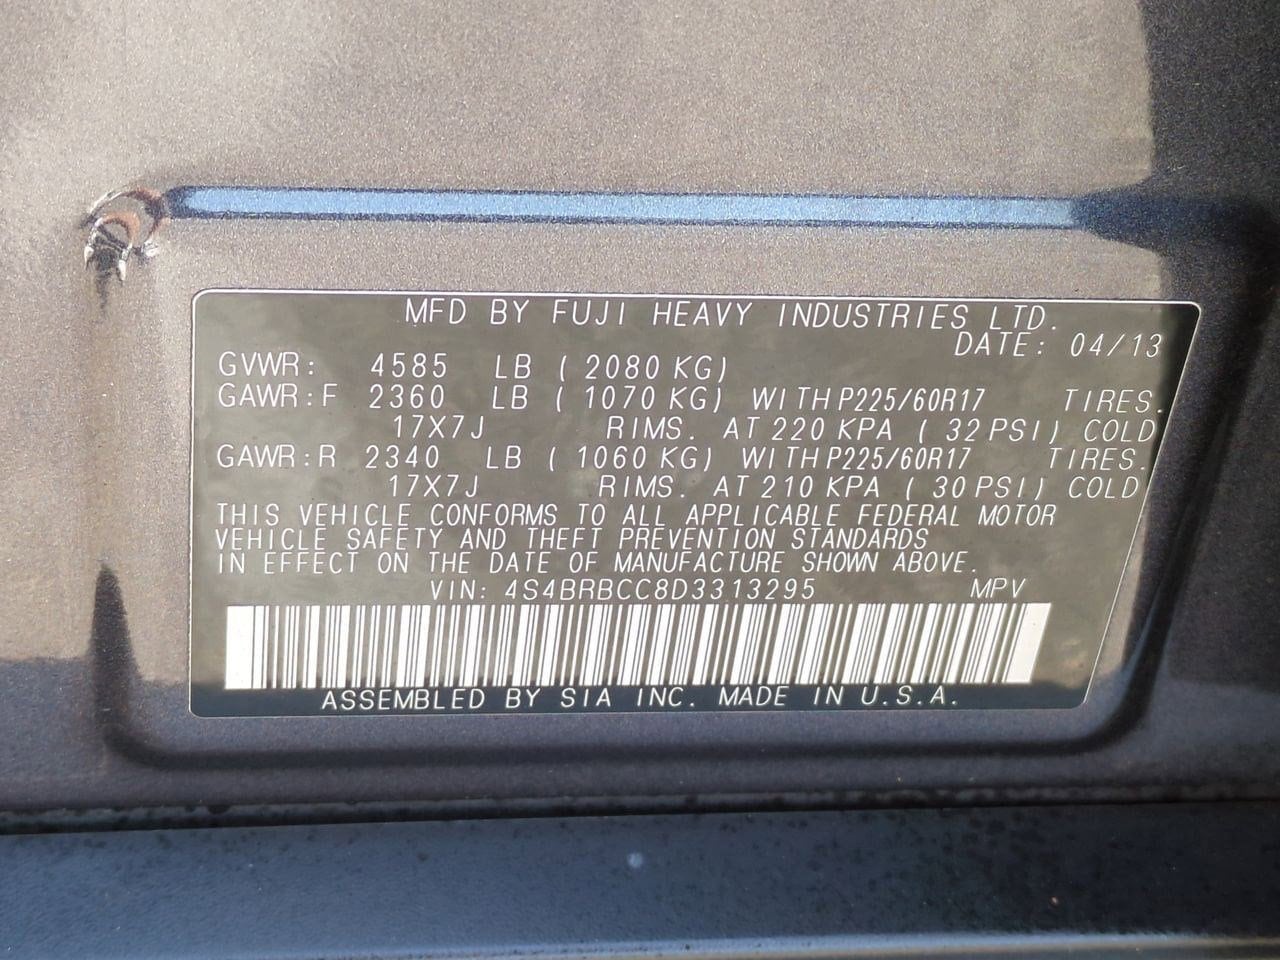 MFD BY FUJI HEAVY INDUSTRIES LTD.
DATE: 04/13
GVWR: 4585 LB ( 2080 KG)
GAWR:F 2360 LB ( 1070 KG) WITH P225/60R17 TIRES.
17X7J RIMS. AT 220 KPA ( 32 PSI) COLD
GAWR:R 2340 LB ( 1060 KG) WITH P225/60R17 TIRES.
17X7J RIMS. AT 210 KPA ( 30 PSI) COLD
THIS VEHICLE CONFORMS TO ALL APPLICABLE FEDERAL MOTOR
VEHICLE SAFETY AND THEFT PREVENTION STANDARDS
IN EFFECT ON THE DATE OF MANUFACTURE SHOWN ABOVE.
VIN: 4S4BRBCC8D3313295 MPV
ASSEMBLED BY SIA INC. MADE IN U.S.A.